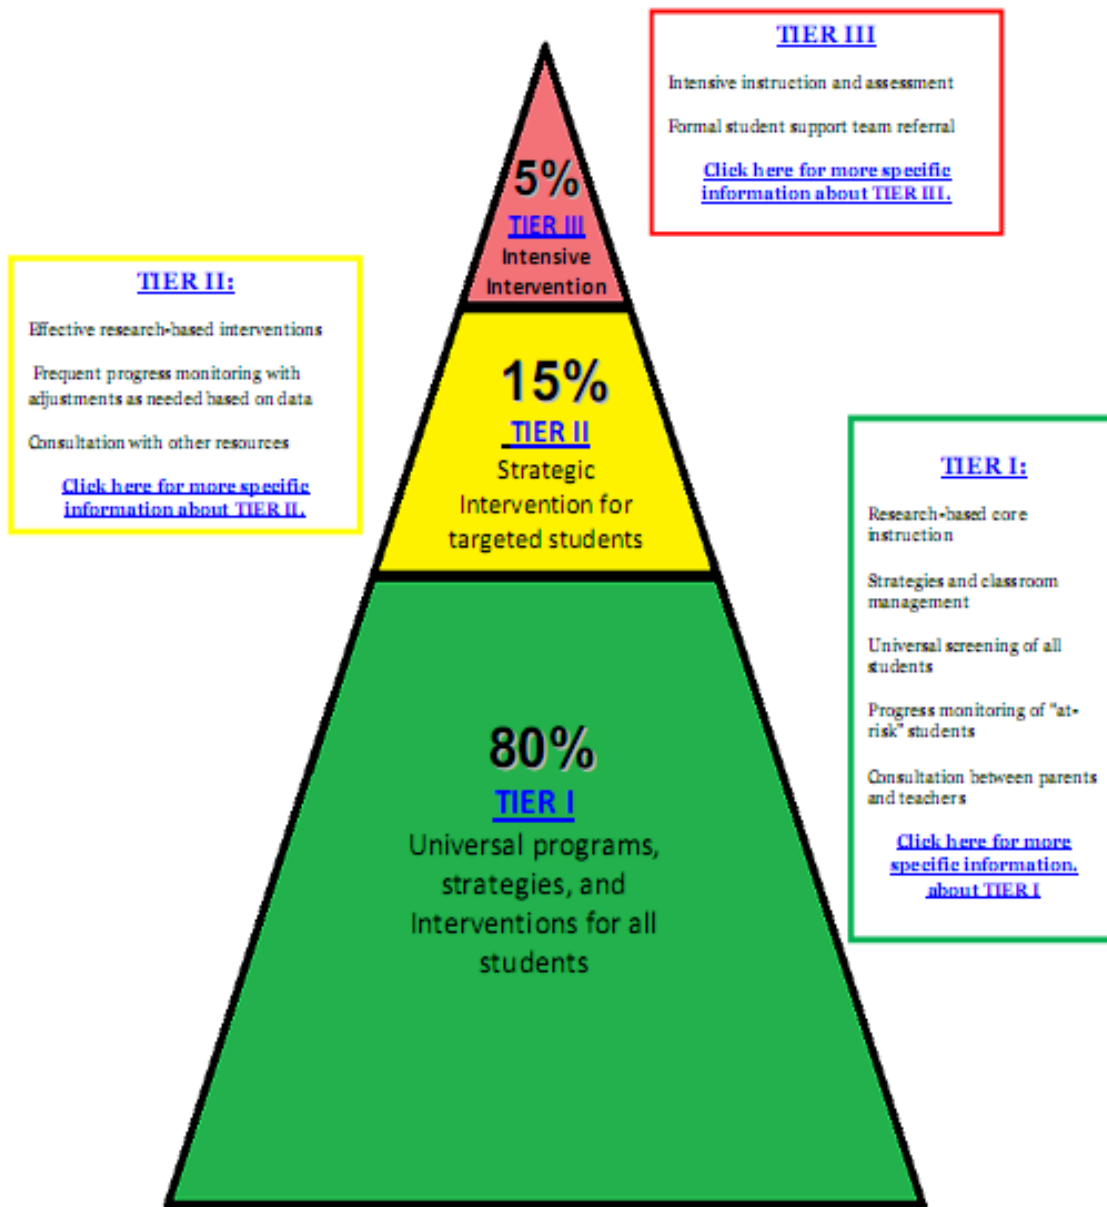 TIER III
Intensive instruction and assessment
Formal student support team referral
Click here for more specific
information about TIER III.
5%
TIER III
Intensive
Intervention
TIER II:
Effective research-based interventions
Frequent progress monitoring with
adjustments as needed based on data
Consultation with other resources
Click here for more specific
information about TIER II.
15%
TIER II
Strategic
Intervention for
targeted students
TIER I:
Research-based core
instruction
Strategies and classroom
management
Universal screening of all
students
Progress monitoring of "at-
risk" students
Consultation between parents
and teachers
Click here for more
specific information.
about TIER I
80%
TIER I
Universal programs,
strategies, and
Interventions for all
students